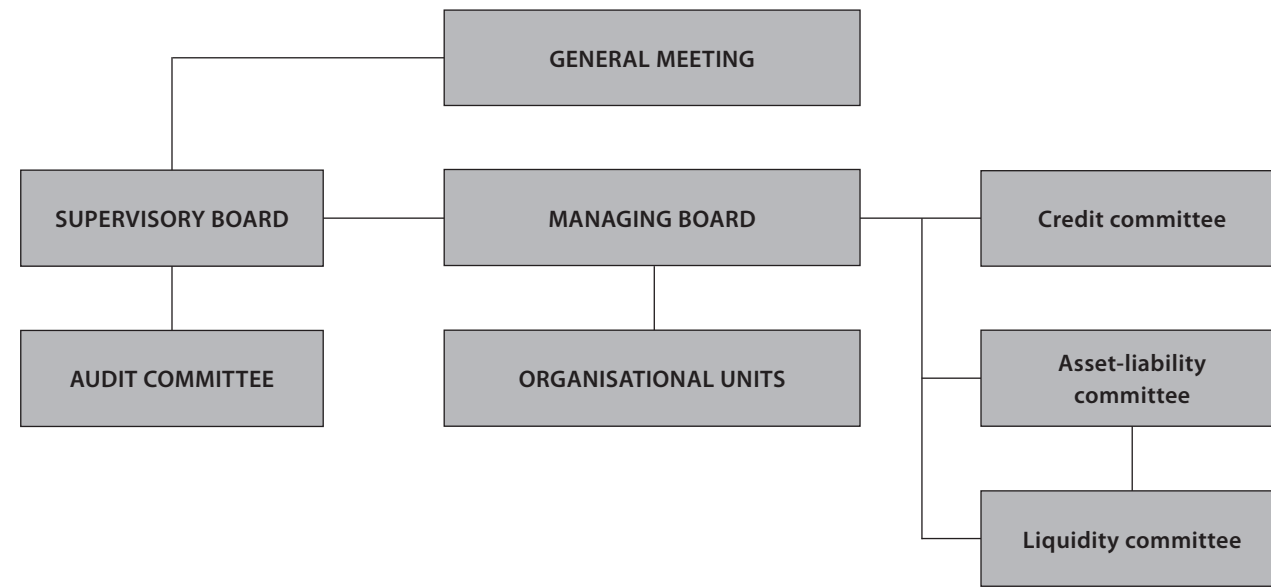 GENERAL MEETING
SUPERVISORY BOARD
MANAGING BOARD
Credit committee
AUDIT COMMITTEE
ORGANISATIONAL UNITS
Asset-liability
committee
Liquidity committee